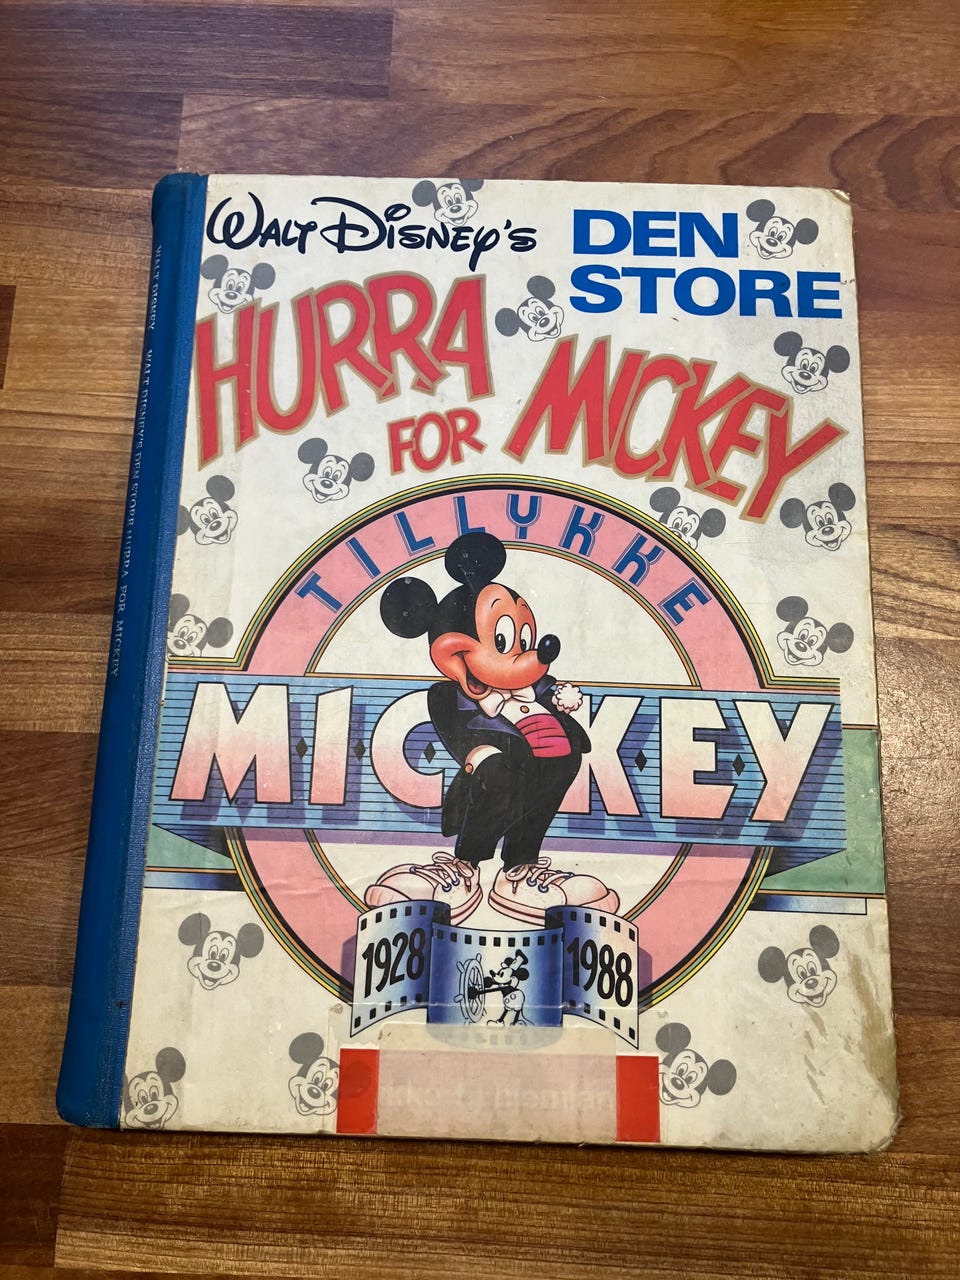 WALT DISNEY'S
DEN
STORE
HURRA
FOR MICKEY
TILLYKKE
M·I·C·K·E·Y
1928 1988
WALT DISNEY WALT DISNEY'S DEN STORE HURRA FOR MICKEY